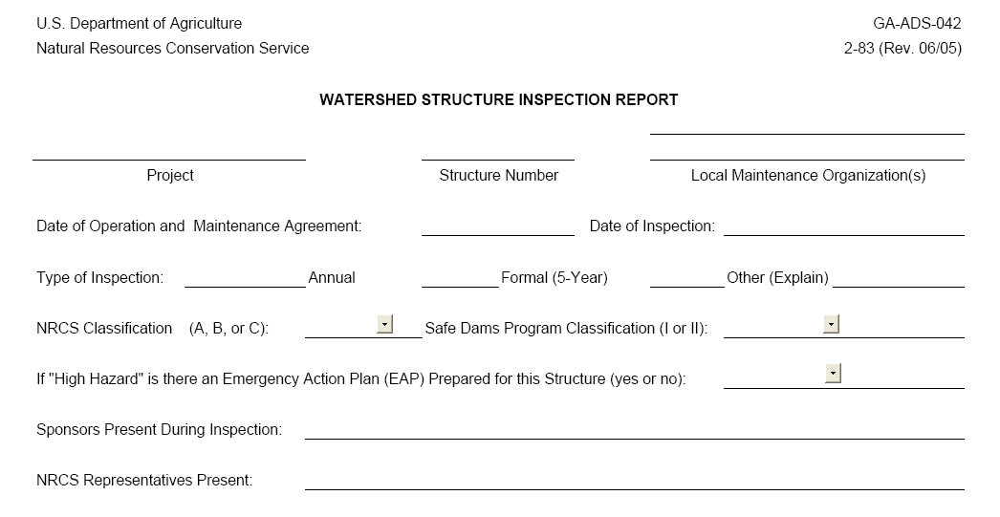 U.S. Department of Agriculture GA-ADS-042
Natural Resources Conservation Service 2-83 (Rev. 06/05)
WATERSHED STRUCTURE INSPECTION REPORT
Project Structure Number Local Maintenance Organization(s)
Date of Operation and Maintenance Agreement: Date of Inspection:
Type of Inspection: Annual Formal (5-Year) Other (Explain)
NRCS Classification (A, B, or C): Safe Dams Program Classification (I or II):
If "High Hazard" is there an Emergency Action Plan (EAP) Prepared for this Structure (yes or no):
Sponsors Present During Inspection:
NRCS Representatives Present: